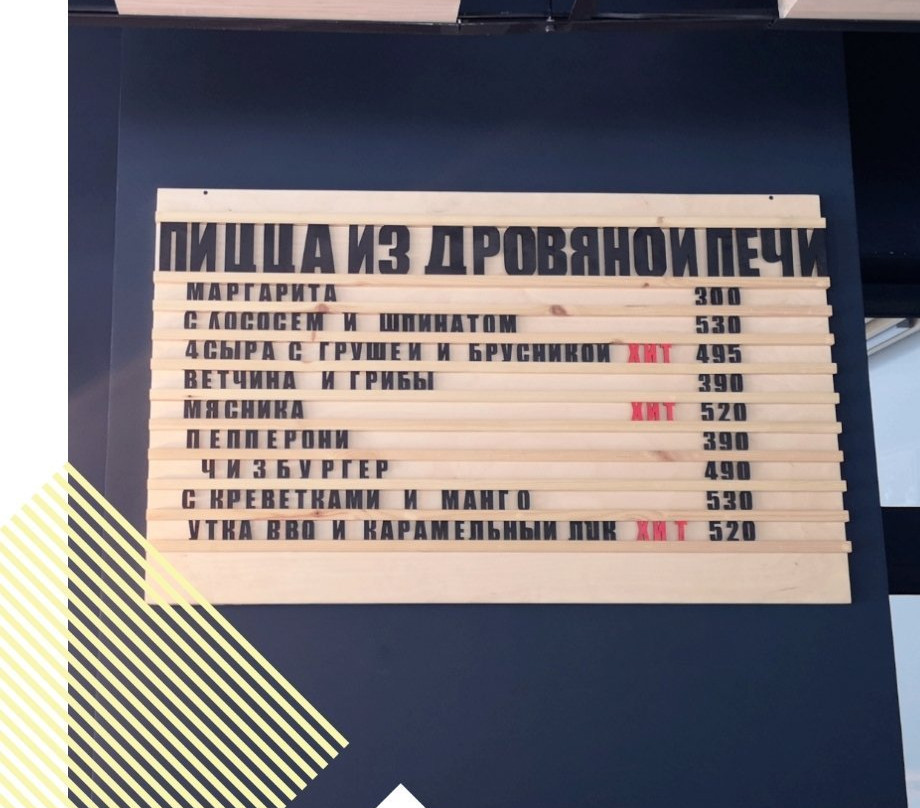 ПИЦЦА ИЗ ДРОВЯНОЙ ПЕЧИ
МАРГАРИТА 300
С ЛОСОСЕМ И ШПИНАТОМ 530
4СЫРА С ГРУШЕЙ И БРУСНИКОЙ ХИТ 495
ВЕТЧИНА И ГРИБЫ 390
МЯСНИКА ХИТ 520
ПЕППЕРОНИ 390
ЧИЗБУРГЕР 490
С КРЕВЕТКАМИ И МАНГО 530
УТКА BBQ И КАРАМЕЛЬНЫЙ ЛУК ХИТ 520